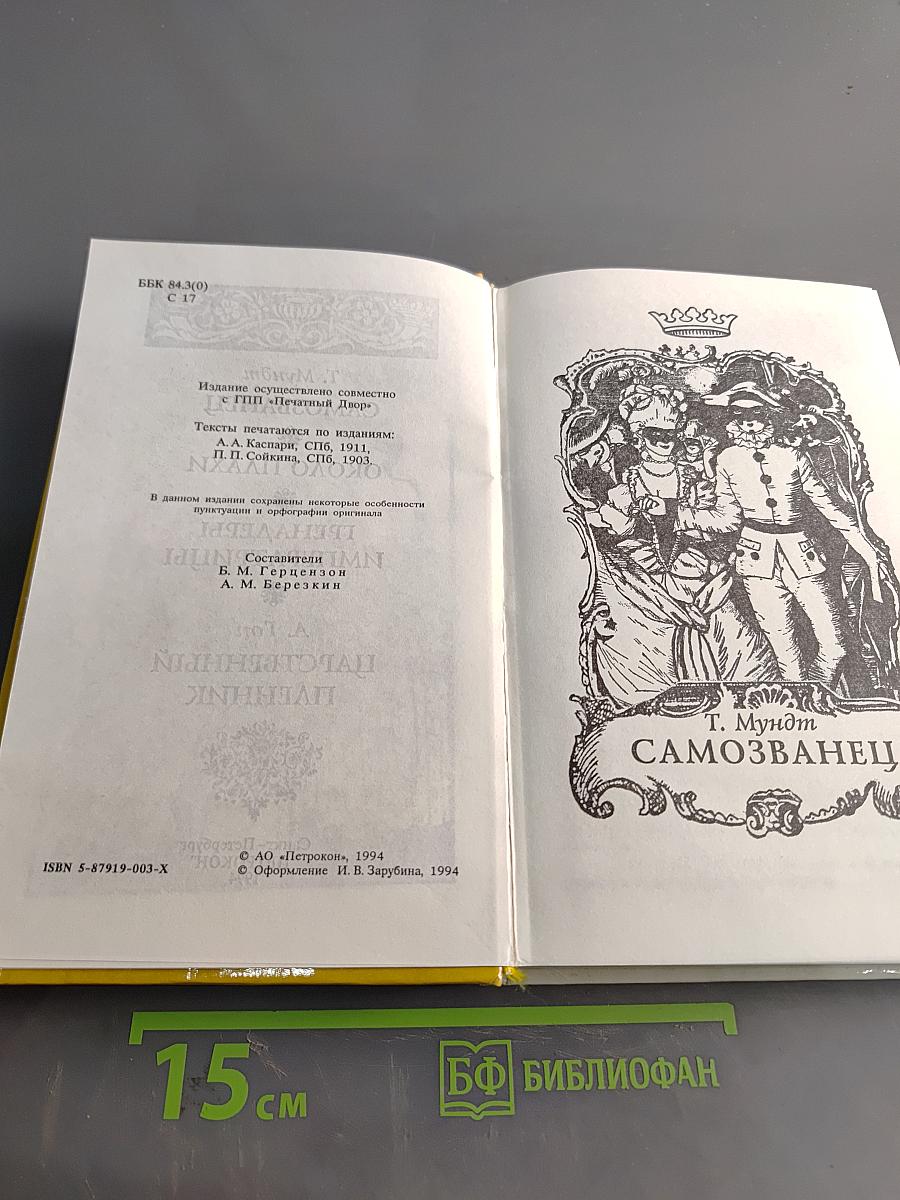 ББК 84.3(0)
С 17
Издание осуществлено совместно
с ГПП «Печатный Двор»
Тексты печатаются по изданиям:
А. А. Каспари, СПб, 1911,
П. П. Сойкина, СПб, 1903.
В данном издании сохранены некоторые особенности
пунктуации и орфографии оригинала
Составители
Б. М. Герцензон
А. М. Березкин
ISBN 5-87919-003-X
© АО «Петрокон», 1994
© Оформление И. В. Зарубина, 1994
Т. Мундт
САМОЗВАНЕЦ
15 см
БФ БИБЛИОФАН